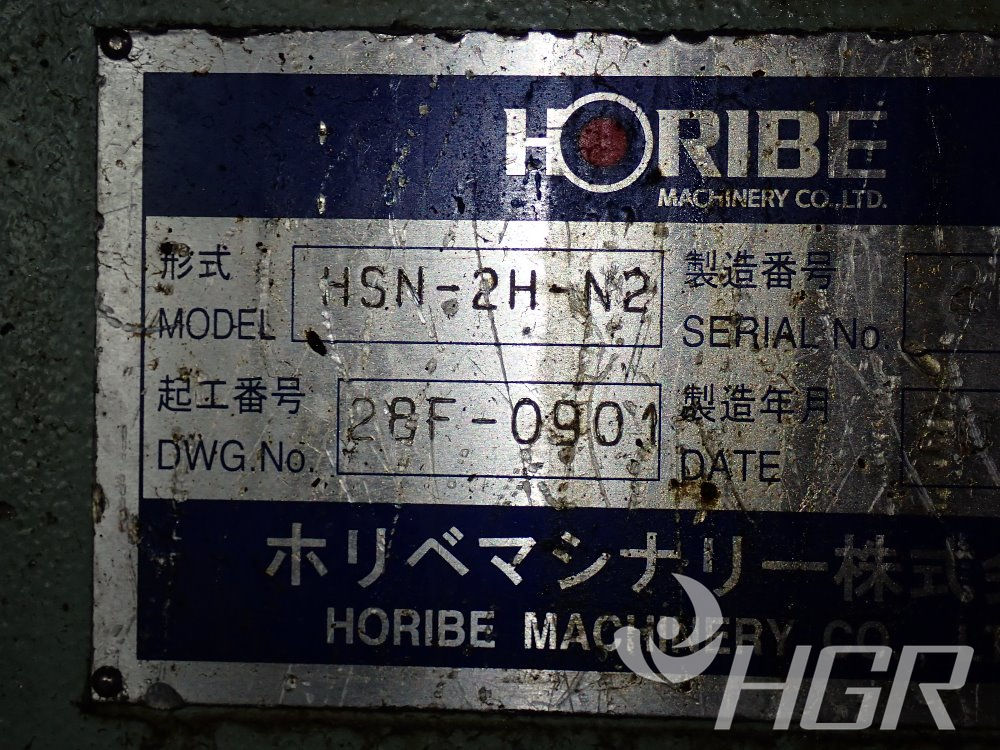 HORIBE
MACHINERY CO.,LTD.
形式 MODEL HSN-2H-N2 製造番号 SERIAL No.
起工番号 DWG.No. 28F-0901 製造年月 DATE
ホリベマシナリー株式
HORIBE MACHINERY CO.
HGR